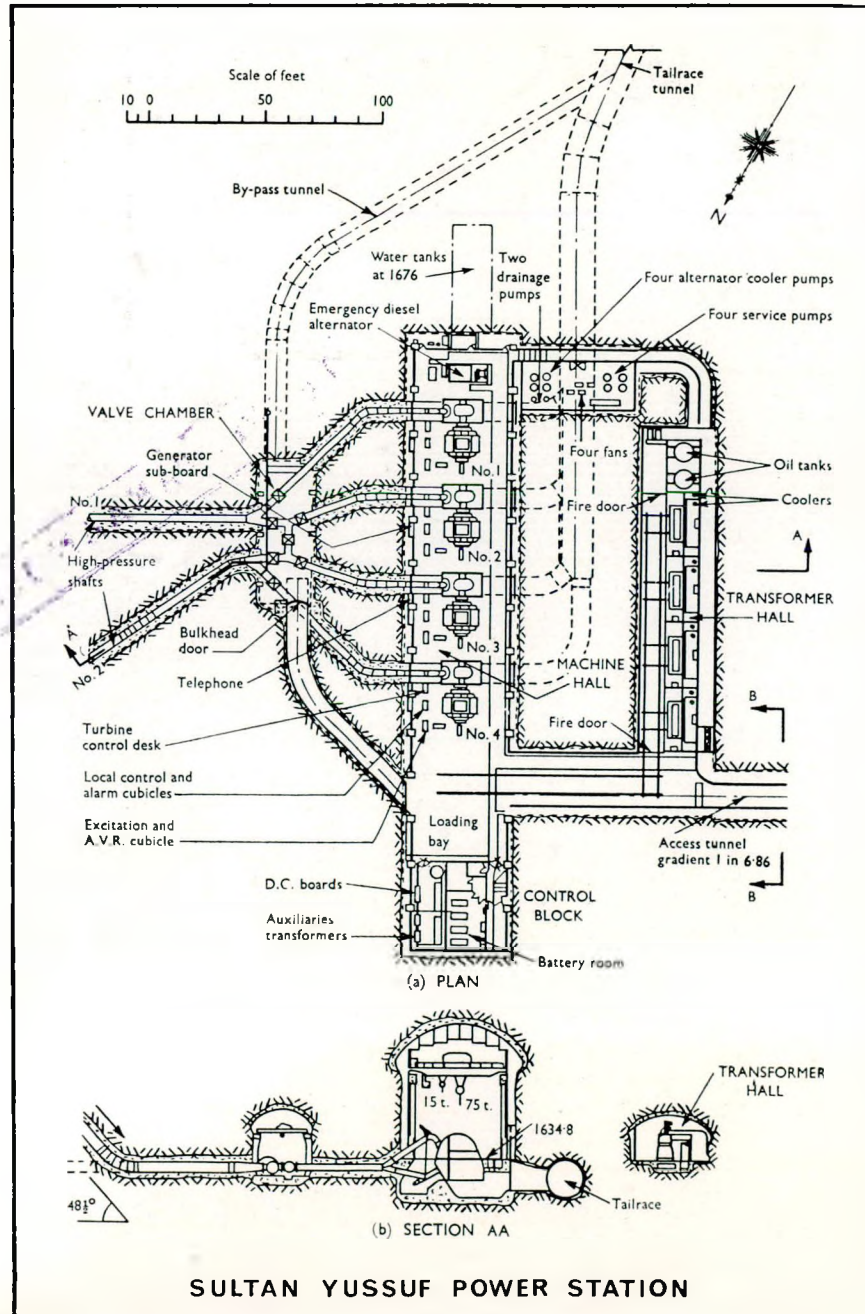 Scale of feet
10 0 50 100
Tailrace
tunnel
By-pass tunnel
N
Water tanks
at 1676
Two
drainage
pumps
Four alternator cooler pumps
Emergency diesel
alternator
Four service pumps
VALVE CHAMBER
Generator
sub-board
No.1
Four fans
Oil tanks
Fire door
Coolers
No.1
No.2
A
High-pressure
shafts
TRANSFORMER
HALL
A
No.2
Bulkhead
door
No.3
Telephone
MACHINE
HALL
B
Turbine
control desk
Fire door
No.4
Local control and
alarm cubicles
Excitation and
A.V.R. cubicle
Loading
bay
Access tunnel
gradient 1 in 6·86
B
D.C. boards
CONTROL
BLOCK
Auxiliaries
transformers
Battery room
(a) PLAN
TRANSFORMER
HALL
15 t. 75 t.
1634·8
48½°
Tailrace
(b) SECTION AA
SULTAN YUSSUF POWER STATION